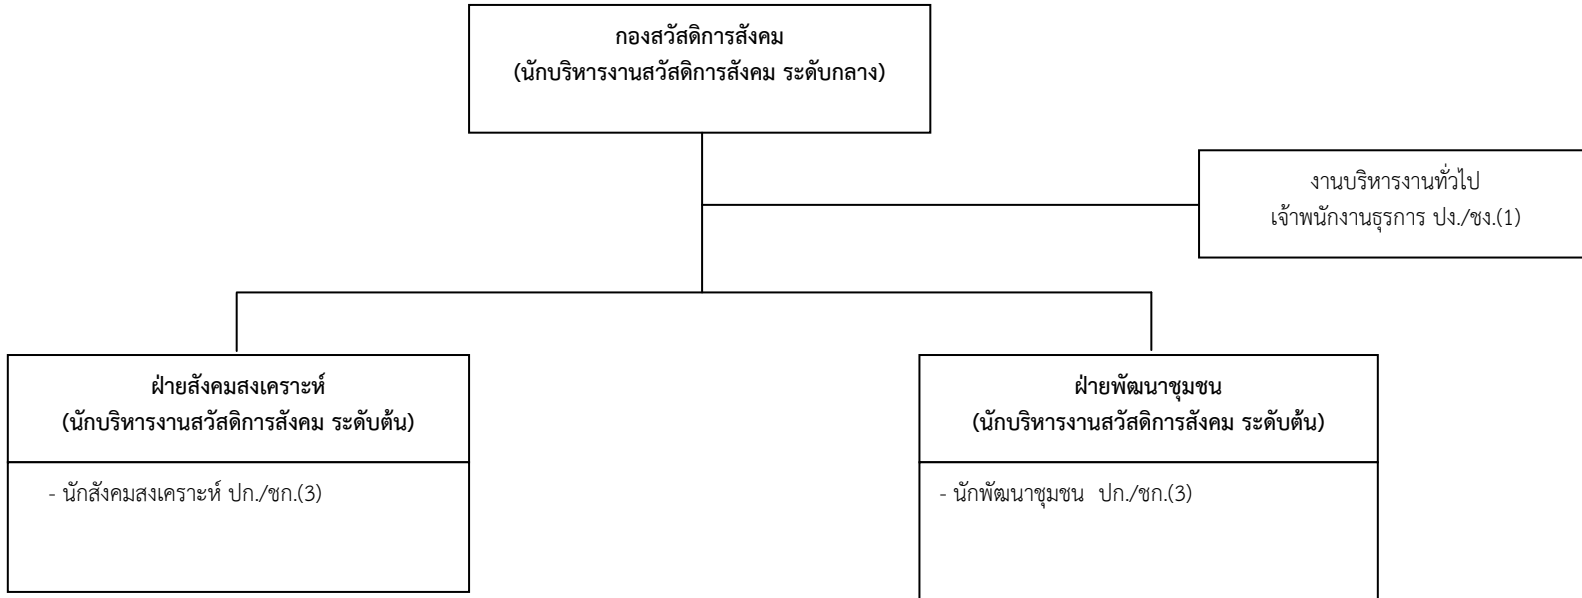 กองสวัสดิการสังคม
(นักบริหารงานสวัสดิการสังคม ระดับกลาง)
งานบริหารงานทั่วไป
เจ้าพนักงานธุรการ ปง./ชง.(1)
ฝ่ายสังคมสงเคราะห์
(นักบริหารงานสวัสดิการสังคม ระดับต้น)
- นักสังคมสงเคราะห์ ปก./ชก.(3)
ฝ่ายพัฒนาชุมชน
(นักบริหารงานสวัสดิการสังคม ระดับต้น)
- นักพัฒนาชุมชน ปก./ชก.(3)